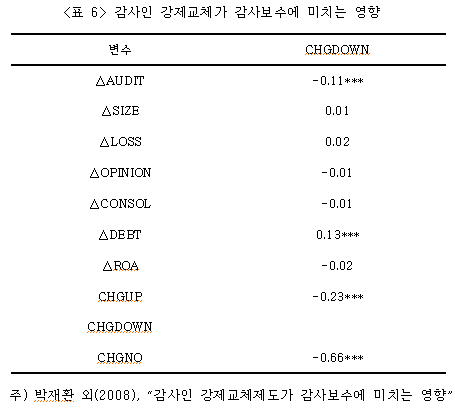 <표 6> 감사인 강제교체가 감사보수에 미치는 영향
변수 CHGDOWN
△AUDIT -0.11***
△SIZE 0.01
△LOSS 0.02
△OPINION -0.01
△CONSOL -0.01
△DEBT 0.13***
△ROA -0.02
CHGUP -0.23***
CHGDOWN
CHGNO -0.66***
주) 박재환 외(2008), “감사인 강제교체제도가 감사보수에 미치는 영향”